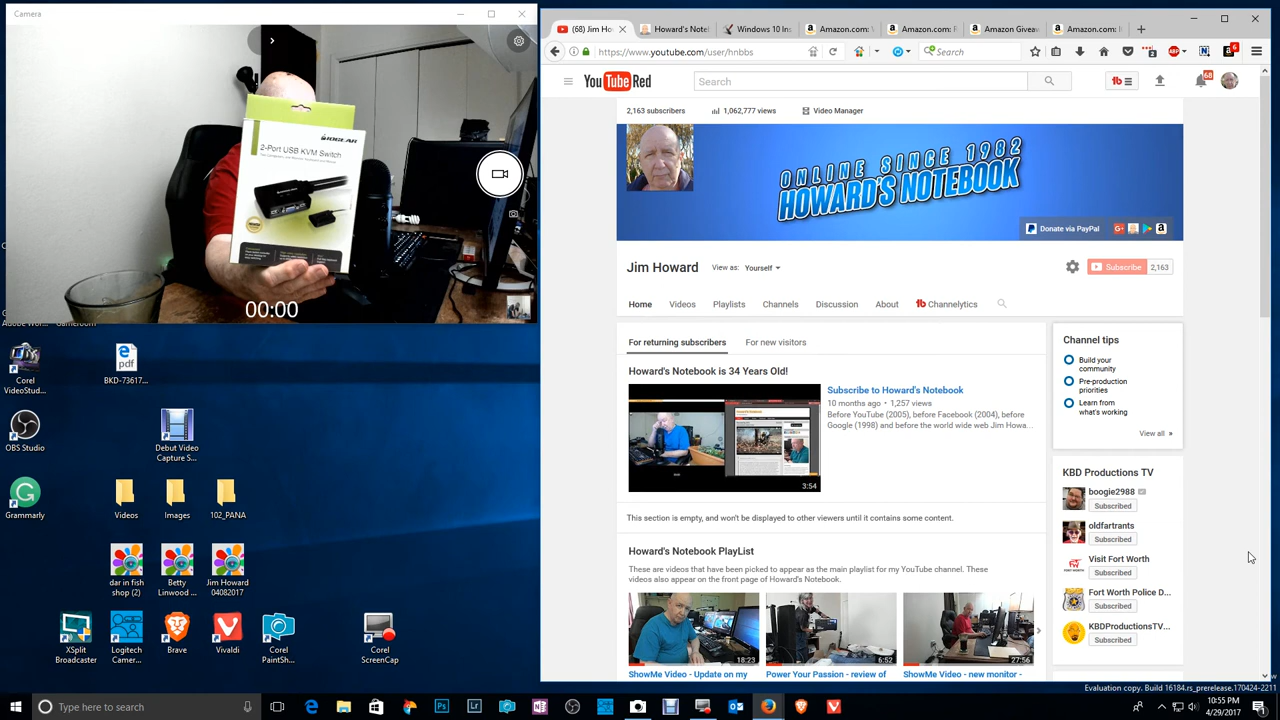 Camera
IOGEAR
2-Port USB KVM Switch
00:00
(68) Jim Ho
Howard's Notel
Windows 10 Ins
Amazon.com: 
Amazon.com: 
Amazon Giveaw
Amazon.com: 
https://www.youtube.com/user/hnbbs
Search
6
YouTube Red
Search
tb
68
2,163 subscribers
1,062,777 views
Video Manager
ONLINE SINCE 1982
HOWARD'S NOTEBOOK
Donate via PayPal
Jim Howard
View as: Yourself
Subscribe 2,163
Home
Videos
Playlists
Channels
Discussion
About
tb Channelytics
For returning subscribers
For new visitors
Howard's Notebook is 34 Years Old!
Subscribe to Howard's Notebook
10 months ago • 1,257 views
Before YouTube (2005), before Facebook (2004), before
Google (1998) and before the world wide web Jim Howa...
3:54
This section is empty, and won't be displayed to other viewers until it contains some content.
Howard's Notebook PlayList
These are videos that have been picked to appear as the main playlist for my YouTube channel. These
videos also appear on the front page of Howard's Notebook.
18:23
6:52
27:56
ShowMe Video - Update on my
Power Your Passion - review of
ShowMe Video - new monitor -
Channel tips
Build your
community
Pre-production
priorities
Learn from
what's working
View all »
KBD Productions TV
boogie2988
Subscribed
oldfartrants
Subscribed
Visit Fort Worth
Subscribed
Fort Worth Police D...
Subscribed
KBDProductionsTV...
Subscribed
Corel
VideoStud...
BKD-73617...
OBS Studio
Debut Video
Capture S...
Grammarly
Videos
Images
102_PANA
dar in fish
shop (2)
Betty
Linwood ...
Jim Howard
04082017
XSplit
Broadcaster
Logitech
Camer...
Brave
Vivaldi
Corel
PaintSh...
Corel
ScreenCap
Evaluation copy. Build 16184.rs_prerelease.170424-2211
Type here to search
10:55 PM
4/29/2017